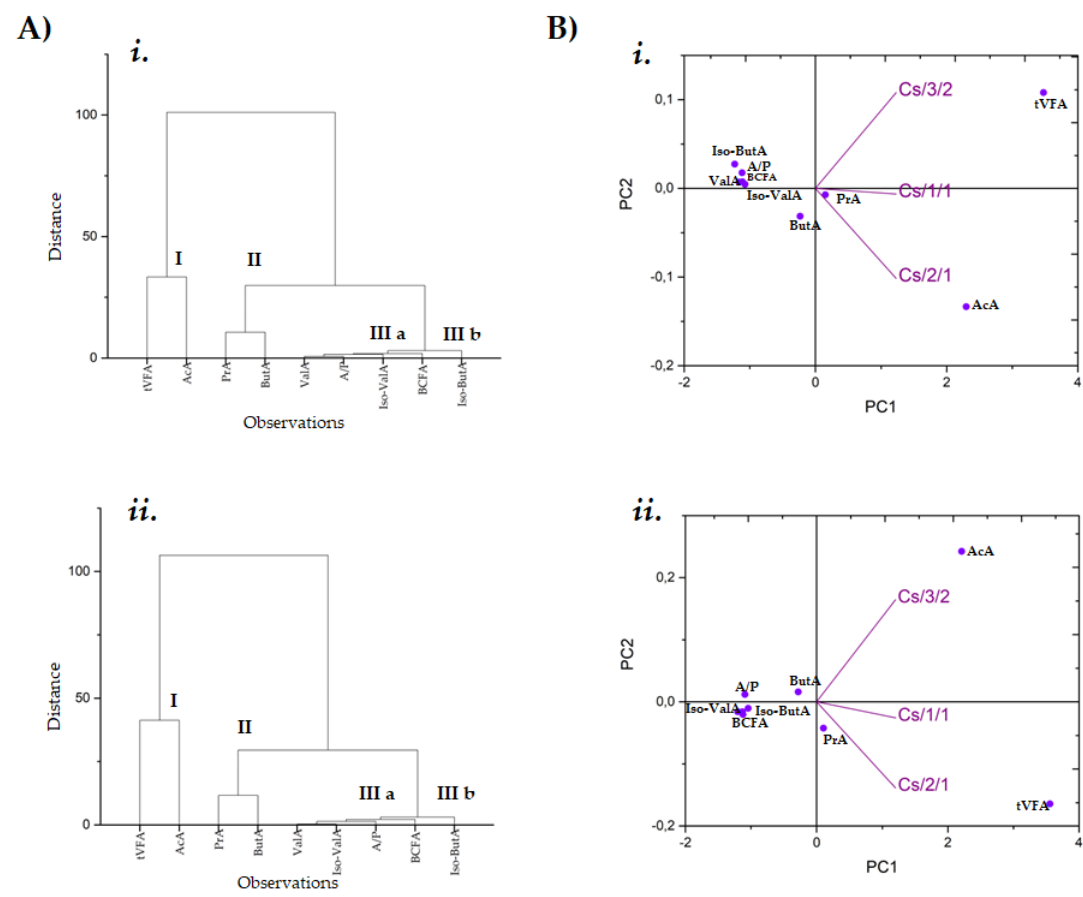 A)
i.
100
50
0
Distance
I
II
III a
III b
tVFA
AcA
PrA
ButA
ValA
A/P
Iso-ValA
BCFA
Iso-ButA
Observations
B)
i.
0,1
0,0
-0,1
-0,2
PC2
Cs/3/2
Cs/1/1
Cs/2/1
tVFA
Iso-ButA
A/P
ValA
BCFA
Iso-ValA
PrA
ButA
AcA
-2
0
2
4
PC1
ii.
100
50
0
Distance
I
II
III a
III b
tVFA
AcA
PrA
ButA
ValA
Iso-ValA
A/P
BCFA
Iso-ButA
Observations
ii.
0,2
0,0
-0,2
PC2
AcA
Cs/3/2
ButA
A/P
Iso-ValA
Iso-ButA
BCFA
Cs/1/1
PrA
Cs/2/1
tVFA
-2
0
2
4
PC1